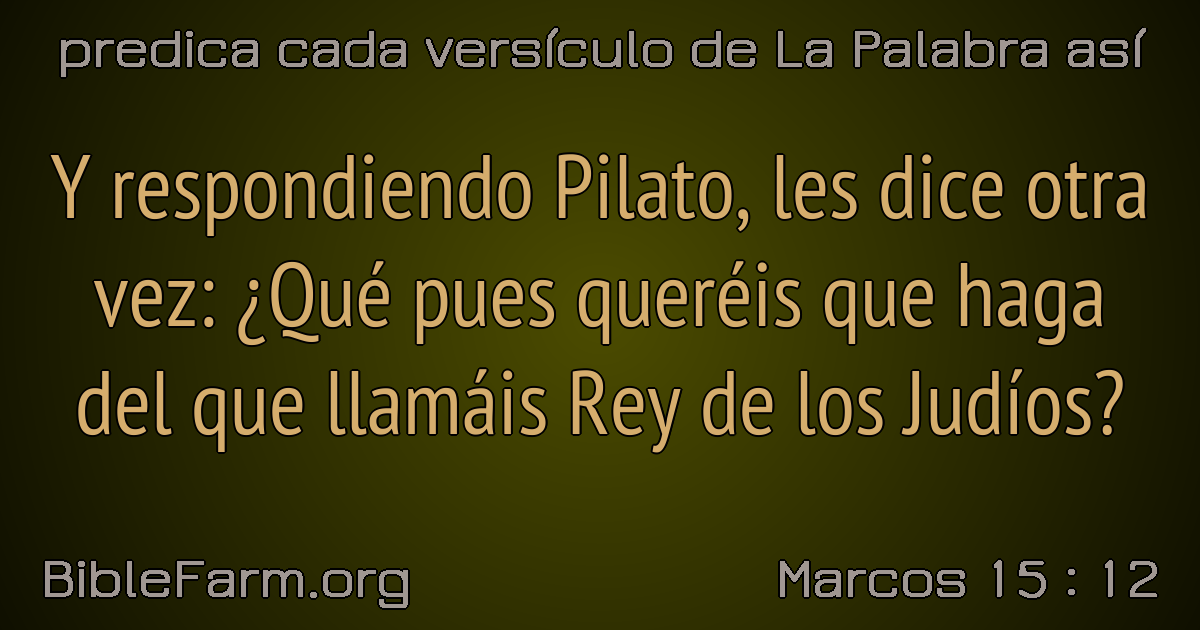 predica cada versículo de La Palabra así
Y respondiendo Pilato, les dice otra
vez: ¿Qué pues queréis que haga
del que llamáis Rey de los Judíos?
BibleFarm.org
Marcos 15 : 12